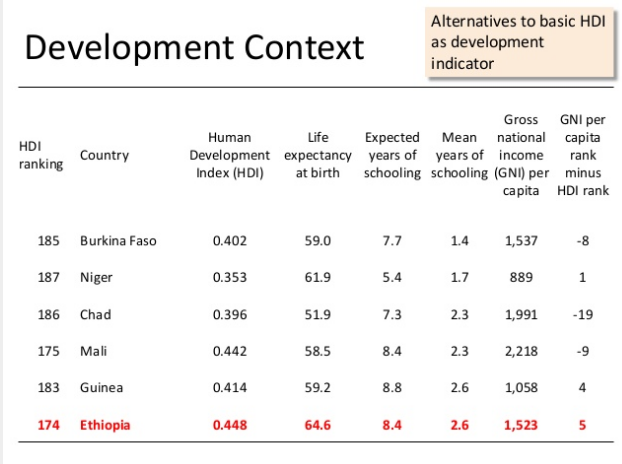 Development Context
Alternatives to basic HDI
as development
indicator
HDI
ranking
Country
Human
Development
Index (HDI)
Life
expectancy
at birth
Expected
years of
schooling
Mean
years of
schooling
Gross
national
income
(GNI) per
capita
GNI per
capita
rank
minus
HDI rank
185 Burkina Faso 0.402 59.0 7.7 1.4 1,537 -8
187 Niger 0.353 61.9 5.4 1.7 889 1
186 Chad 0.396 51.9 7.3 2.3 1,991 -19
175 Mali 0.442 58.5 8.4 2.3 2,218 -9
183 Guinea 0.414 59.2 8.8 2.6 1,058 4
174 Ethiopia 0.448 64.6 8.4 2.6 1,523 5